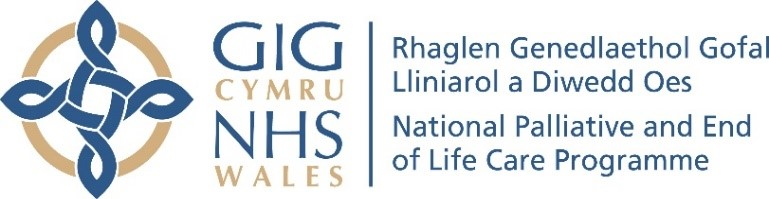 GIG
CYMRU
NHS
WALES
Rhaglen Genedlaethol Gofal
Lliniarol a Diwedd Oes
National Palliative and End
of Life Care Programme